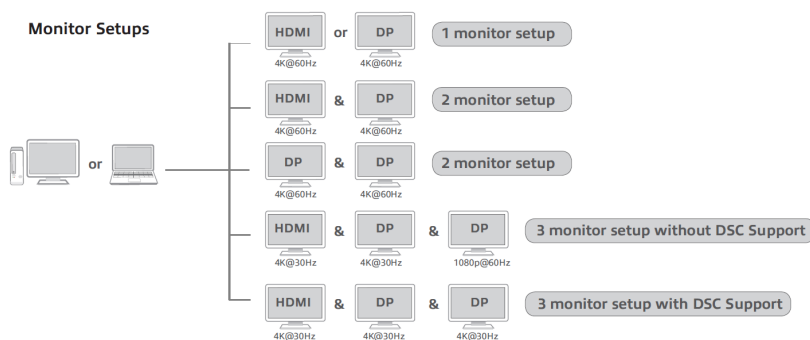 Monitor Setups
HDMI or DP 1 monitor setup
4K@60Hz 4K@60Hz
HDMI & DP 2 monitor setup
4K@60Hz 4K@60Hz
or
DP & DP 2 monitor setup
4K@60Hz 4K@60Hz
HDMI & DP & DP 3 monitor setup without DSC Support
4K@30Hz 4K@30Hz 1080p@60Hz
HDMI & DP & DP 3 monitor setup with DSC Support
4K@30Hz 4K@30Hz 4K@30Hz